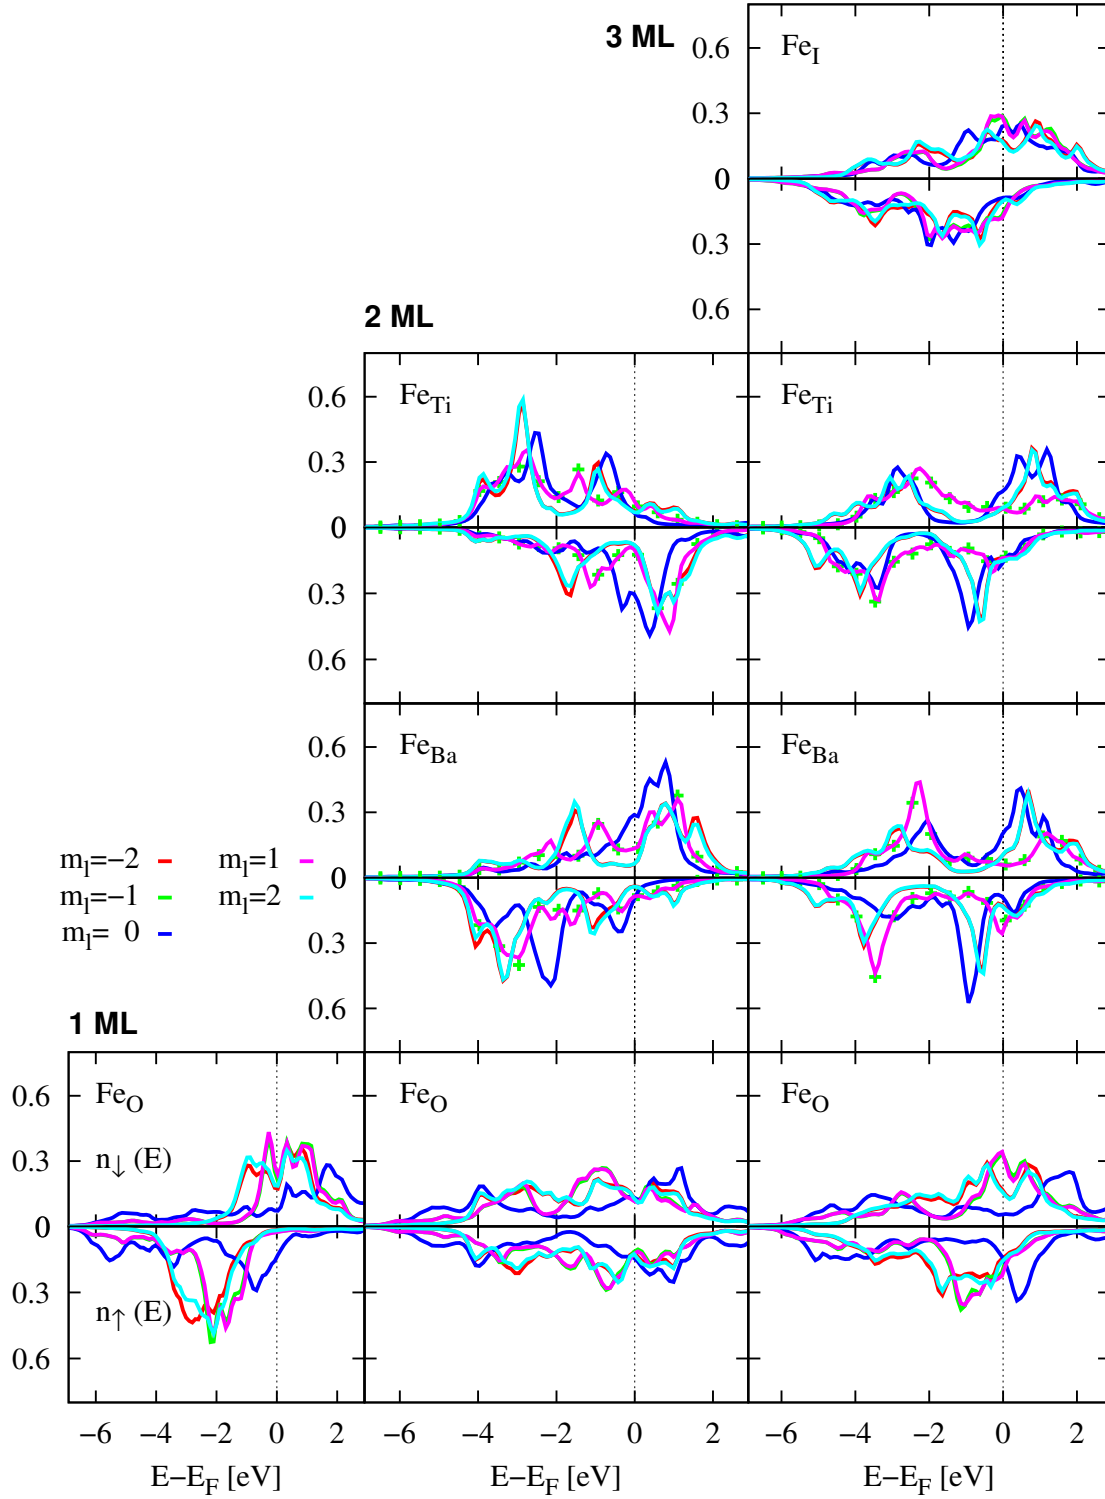 3 ML
0.6 Fe_I
0.3
0
0.3
0.6
2 ML
0.6 Fe_Ti Fe_Ti
0.3
0
0.3
0.6
0.6 Fe_Ba Fe_Ba
0.3
m_l=−2 m_l=1
0
m_l=−1 m_l=2
m_l= 0
0.3
0.6
1 ML
0.6 Fe_O Fe_O Fe_O
0.3 n↓(E)
0
0.3 n↑(E)
0.6
−6 −4 −2 0 2 −6 −4 −2 0 2 −6 −4 −2 0 2
E−E_F [eV] E−E_F [eV] E−E_F [eV]